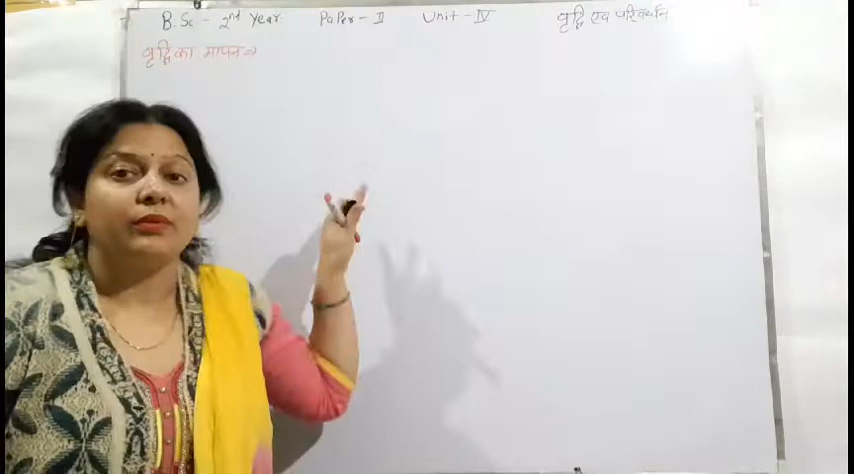 B.Sc - 2nd Year Paper - II Unit - IV वृद्धि एवं परिवर्धन
वृद्धि का मापन ⇒